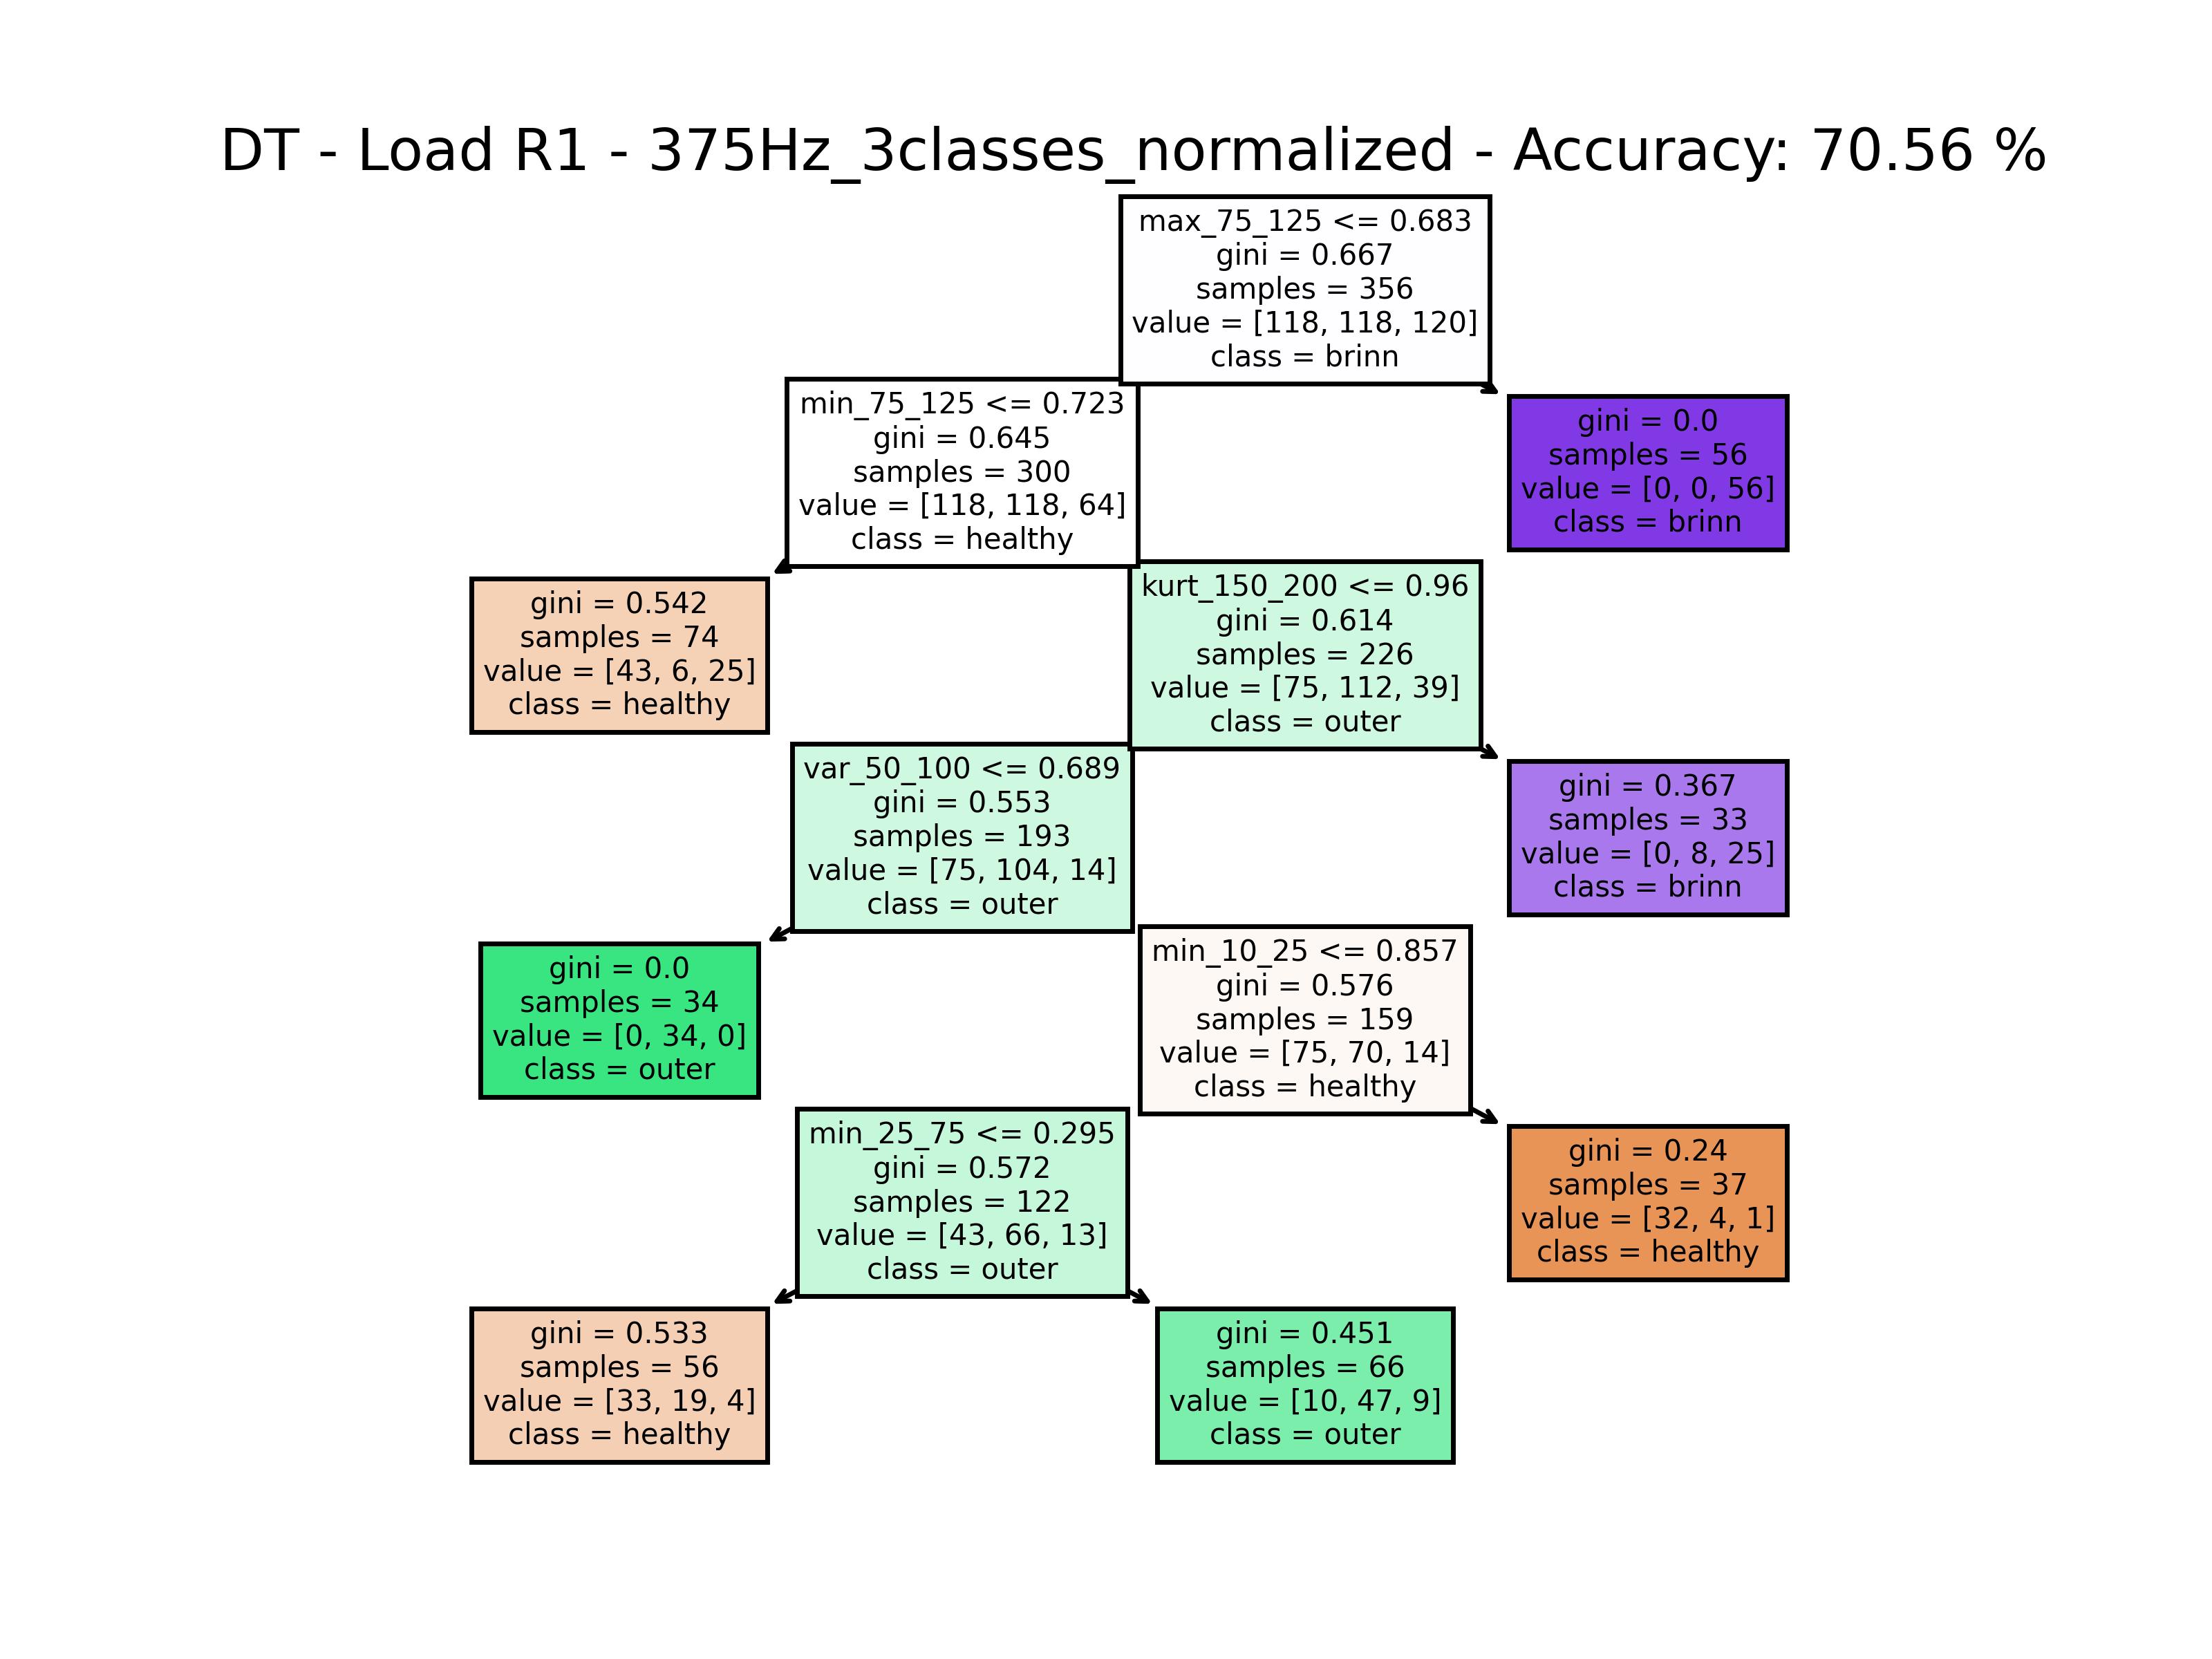 DT - Load R1 - 375Hz_3classes_normalized - Accuracy: 70.56 %
max_75_125 <= 0.683
gini = 0.667
samples = 356
value = [118, 118, 120]
class = brinn
min_75_125 <= 0.723
gini = 0.645
samples = 300
value = [118, 118, 64]
class = healthy
gini = 0.0
samples = 56
value = [0, 0, 56]
class = brinn
gini = 0.542
samples = 74
value = [43, 6, 25]
class = healthy
kurt_150_200 <= 0.96
gini = 0.614
samples = 226
value = [75, 112, 39]
class = outer
var_50_100 <= 0.689
gini = 0.553
samples = 193
value = [75, 104, 14]
class = outer
gini = 0.367
samples = 33
value = [0, 8, 25]
class = brinn
gini = 0.0
samples = 34
value = [0, 34, 0]
class = outer
min_10_25 <= 0.857
gini = 0.576
samples = 159
value = [75, 70, 14]
class = healthy
min_25_75 <= 0.295
gini = 0.572
samples = 122
value = [43, 66, 13]
class = outer
gini = 0.24
samples = 37
value = [32, 4, 1]
class = healthy
gini = 0.533
samples = 56
value = [33, 19, 4]
class = healthy
gini = 0.451
samples = 66
value = [10, 47, 9]
class = outer